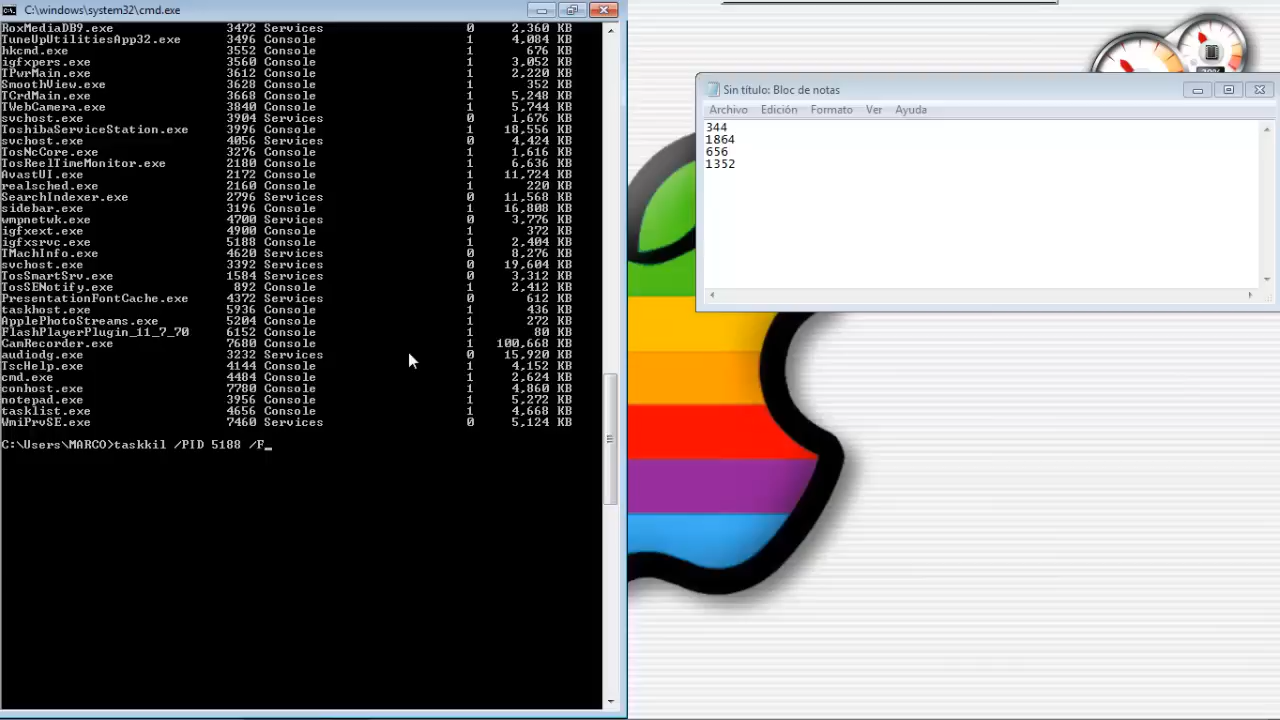 C:\windows\system32\cmd.exe
RoxMediaDB9.exe 3472 Services 0 2,360 KB
TuneUpUtilitiesApp32.exe 3496 Console 1 4,084 KB
hkcmd.exe 3552 Console 1 676 KB
igfxpers.exe 3560 Console 1 3,052 KB
TPwrMain.exe 3612 Console 1 2,220 KB
SmoothView.exe 3628 Console 1 352 KB
TCrdMain.exe 3668 Console 1 5,248 KB
TWebCamera.exe 3840 Console 1 5,744 KB
svchost.exe 3904 Services 0 1,676 KB
ToshibaServiceStation.exe 3996 Console 1 18,556 KB
svchost.exe 4056 Services 0 4,424 KB
TosNcCore.exe 3276 Console 1 1,616 KB
TosReelTimeMonitor.exe 2180 Console 1 6,636 KB
AvastUI.exe 2172 Console 1 11,724 KB
realsched.exe 2160 Console 1 220 KB
SearchIndexer.exe 2796 Services 0 11,568 KB
sidebar.exe 3196 Console 1 16,808 KB
wmpnetwk.exe 4700 Services 0 3,776 KB
igfxext.exe 4900 Console 1 372 KB
igfxsrvc.exe 5188 Console 1 2,404 KB
TMachInfo.exe 4620 Services 0 8,276 KB
svchost.exe 3392 Services 0 19,604 KB
TosSmartSrv.exe 1584 Services 0 3,312 KB
TosSENotify.exe 892 Console 1 2,412 KB
PresentationFontCache.exe 4372 Services 0 612 KB
taskhost.exe 5936 Console 1 436 KB
ApplePhotoStreams.exe 5204 Console 1 272 KB
FlashPlayerPlugin_11_7_70 6152 Console 1 80 KB
CamRecorder.exe 7680 Console 1 100,668 KB
audiodg.exe 3232 Services 0 15,920 KB
TscHelp.exe 4144 Console 1 4,152 KB
cmd.exe 4484 Console 1 2,624 KB
conhost.exe 7780 Console 1 4,860 KB
notepad.exe 3956 Console 1 5,272 KB
tasklist.exe 4656 Console 1 4,668 KB
WmiPrvSE.exe 7460 Services 0 5,124 KB
C:\Users\MARCO>taskkil /PID 5188 /F_
Sin título: Bloc de notas
Archivo Edición Formato Ver Ayuda
344
1864
656
1352